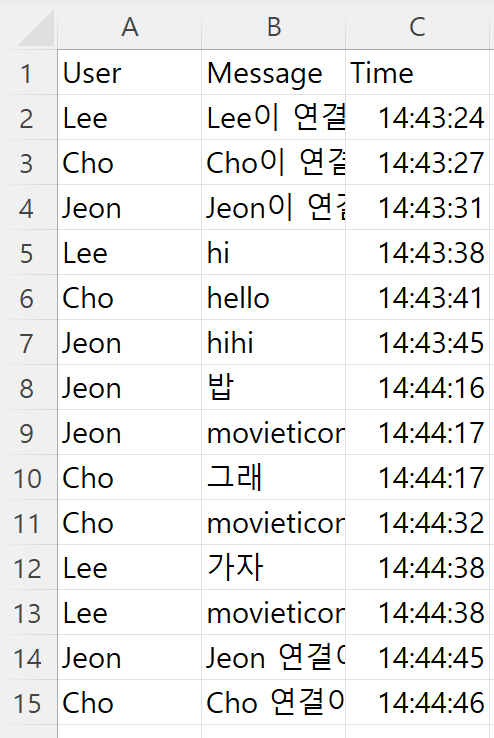 A B C
1 User Message Time
2 Lee Lee이 연결 14:43:24
3 Cho Cho이 연결 14:43:27
4 Jeon Jeon이 연결 14:43:31
5 Lee hi 14:43:38
6 Cho hello 14:43:41
7 Jeon hihi 14:43:45
8 Jeon 밥 14:44:16
9 Jeon movieticon 14:44:17
10 Cho 그래 14:44:17
11 Cho movieticon 14:44:32
12 Lee 가자 14:44:38
13 Lee movieticon 14:44:38
14 Jeon Jeon 연결이 14:44:45
15 Cho Cho 연결이 14:44:46